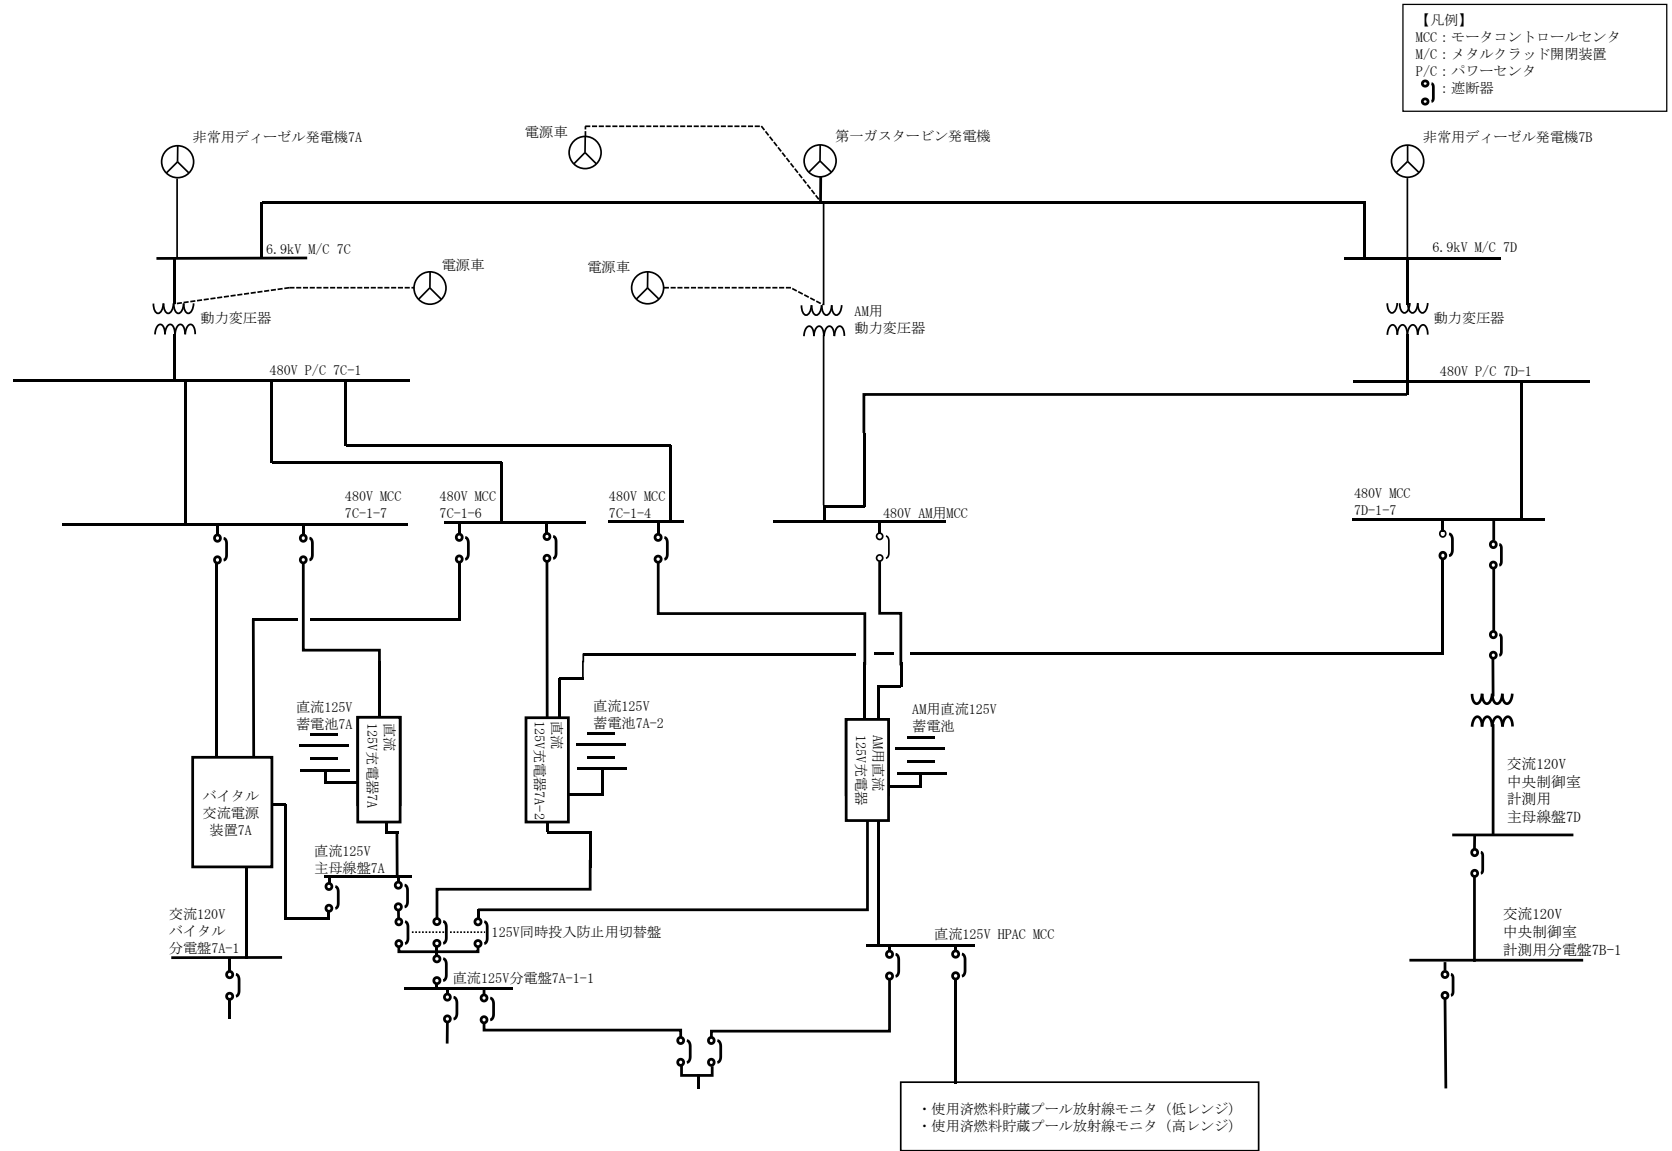 【凡例】
MCC：モータコントロールセンタ
M/C：メタルクラッド開閉装置
P/C：パワーセンタ
：遮断器
非常用ディーゼル発電機7A
電源車
第一ガスタービン発電機
非常用ディーゼル発電機7B
6.9kV M/C 7C
6.9kV M/C 7D
電源車
電源車
動力変圧器
AM用
動力変圧器
動力変圧器
480V P/C 7C-1
480V P/C 7D-1
480V MCC
7C-1-7
480V MCC
7C-1-6
480V MCC
7C-1-4
480V AM用MCC
480V MCC
7D-1-7
直流125V
蓄電池7A
直流
125V充電器7A
直流125V
蓄電池7A-2
直流
125V充電器7A-2
AM用直流125V
蓄電池
AM用直流
125V充電器
バイタル
交流電源
装置7A
交流120V
中央制御室
計測用
主母線盤7D
直流125V
主母線盤7A
交流120V
バイタル
分電盤7A-1
125V同時投入防止用切替盤
直流125V HPAC MCC
交流120V
中央制御室
計測用分電盤7B-1
直流125V分電盤7A-1-1
・使用済燃料貯蔵プール放射線モニタ（低レンジ）
・使用済燃料貯蔵プール放射線モニタ（高レンジ）